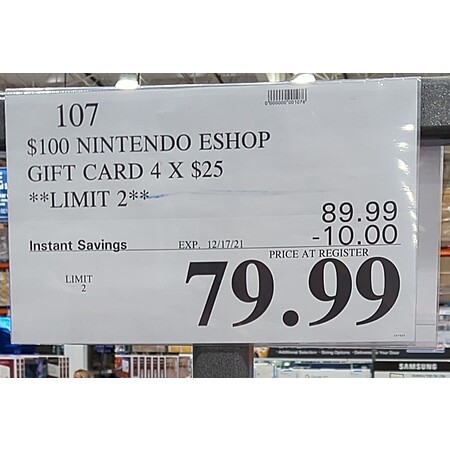 107
$100 NINTENDO ESHOP
GIFT CARD 4 X $25
**LIMIT 2**
89.99
Instant Savings EXP. 12/17/21 -10.00
PRICE AT REGISTER
LIMIT
2
79.99
SAMSUNG